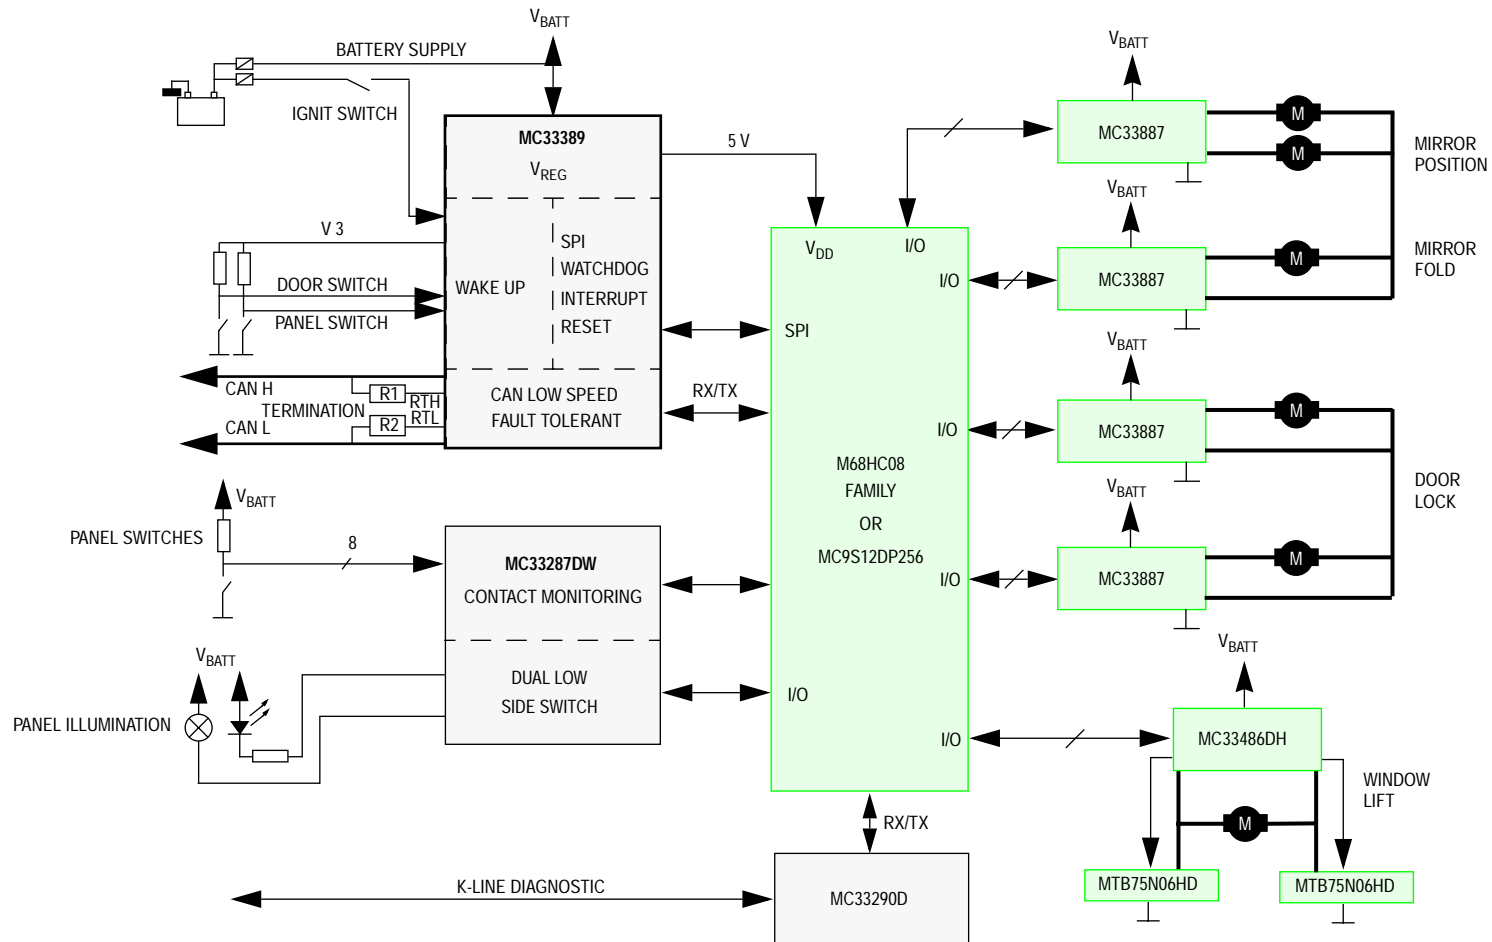 VBATT
BATTERY SUPPLY
IGNIT SWITCH
MC33389
VREG
5 V
V 3
DOOR SWITCH
PANEL SWITCH
WAKE UP
SPI
WATCHDOG
INTERRUPT
RESET
CAN H
R1
RTH
TERMINATION
R2
RTL
CAN L
CAN LOW SPEED
FAULT TOLERANT
RX/TX
VBATT
PANEL SWITCHES
8
MC33287DW
CONTACT MONITORING
DUAL LOW
SIDE SWITCH
VBATT
PANEL ILLUMINATION
VDD
I/O
I/O
SPI
I/O
M68HC08
FAMILY
OR
MC9S12DP256
I/O
I/O
I/O
RX/TX
K-LINE DIAGNOSTIC
MC33290D
VBATT
MC33887
M
M
MIRROR
POSITION
VBATT
MC33887
M
MIRROR
FOLD
VBATT
MC33887
M
DOOR
LOCK
VBATT
MC33887
M
VBATT
MC33486DH
WINDOW
LIFT
M
MTB75N06HD
MTB75N06HD